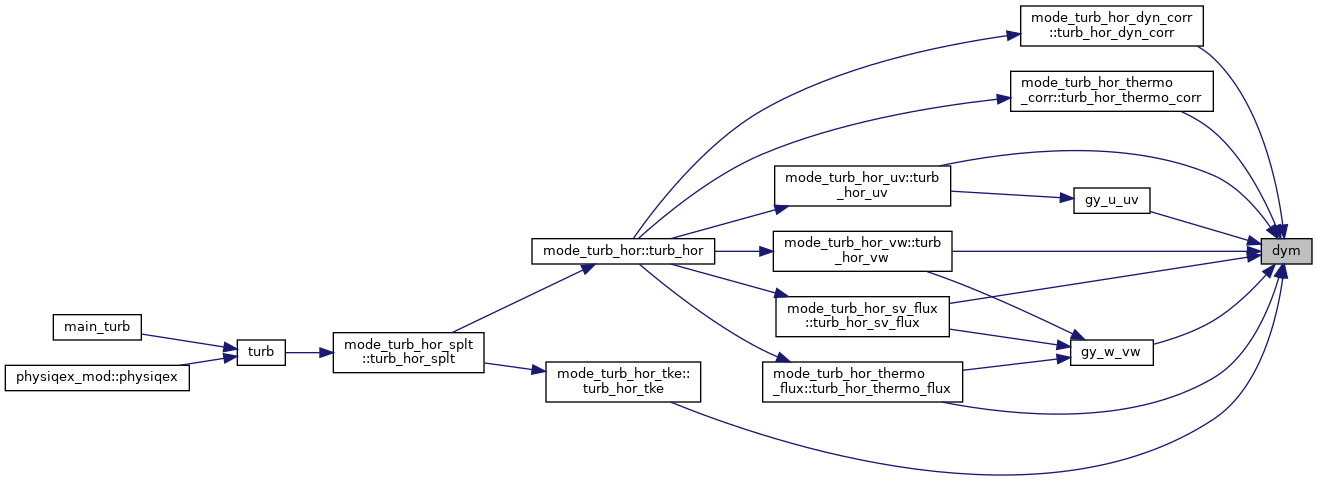 mode_turb_hor_dyn_corr
::turb_hor_dyn_corr
mode_turb_hor_thermo
_corr::turb_hor_thermo_corr
mode_turb_hor_uv::turb
_hor_uv
gy_u_uv
mode_turb_hor::turb_hor
mode_turb_hor_vw::turb
_hor_vw
dym
mode_turb_hor_sv_flux
::turb_hor_sv_flux
main_turb
turb
mode_turb_hor_splt
::turb_hor_splt
gy_w_vw
physiqex_mod::physiqex
mode_turb_hor_tke::
turb_hor_tke
mode_turb_hor_thermo
_flux::turb_hor_thermo_flux